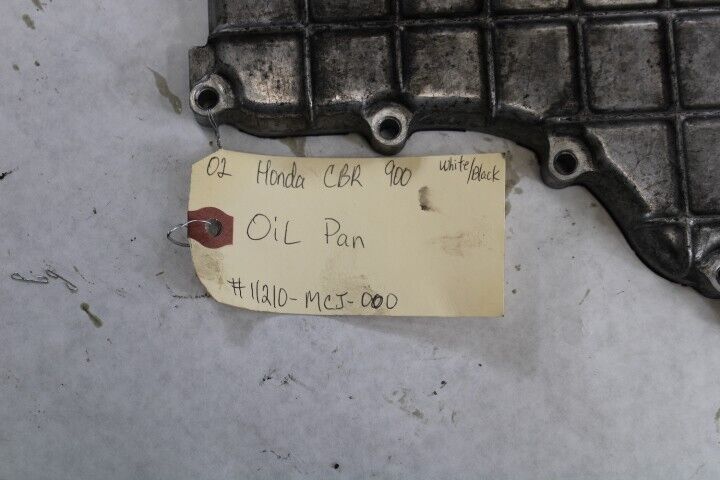 02 Honda CBR 900 white/Black
OiL Pan
#11210-MCJ-000